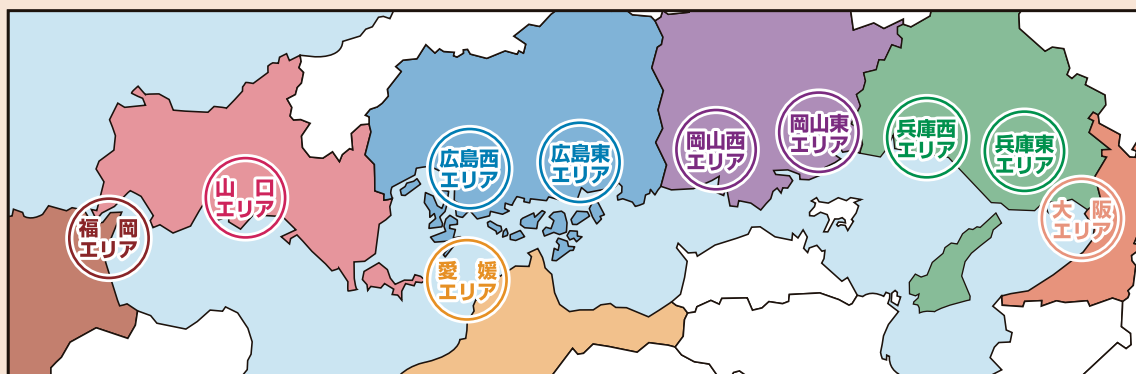 福　岡
エリア
山　口
エリア
広島西
エリア
広島東
エリア
愛　媛
エリア
岡山西
エリア
岡山東
エリア
兵庫西
エリア
兵庫東
エリア
大　阪
エリア